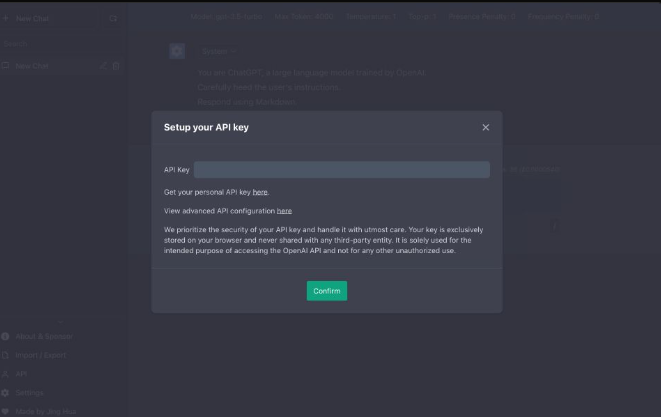 + New Chat
Model: gpt-3.5-turbo Max Token: 4000 Temperature: 1 Top-p: 1 Presence Penalty: 0 Frequency Penalty: 0
Search
System
New Chat
You are ChatGPT, a large language model trained by OpenAI.
Carefully heed the user's instructions.
Respond using Markdown.
Setup your API key
API Key
Get your personal API key here.
View advanced API configuration here
We prioritize the security of your API key and handle it with utmost care. Your key is exclusively
stored on your browser and never shared with any third-party entity. It is solely used for the
intended purpose of accessing the OpenAI API and not for any other unauthorized use.
Confirm
About & Sponsor
Import / Export
API
Settings
Made by Jing Hua